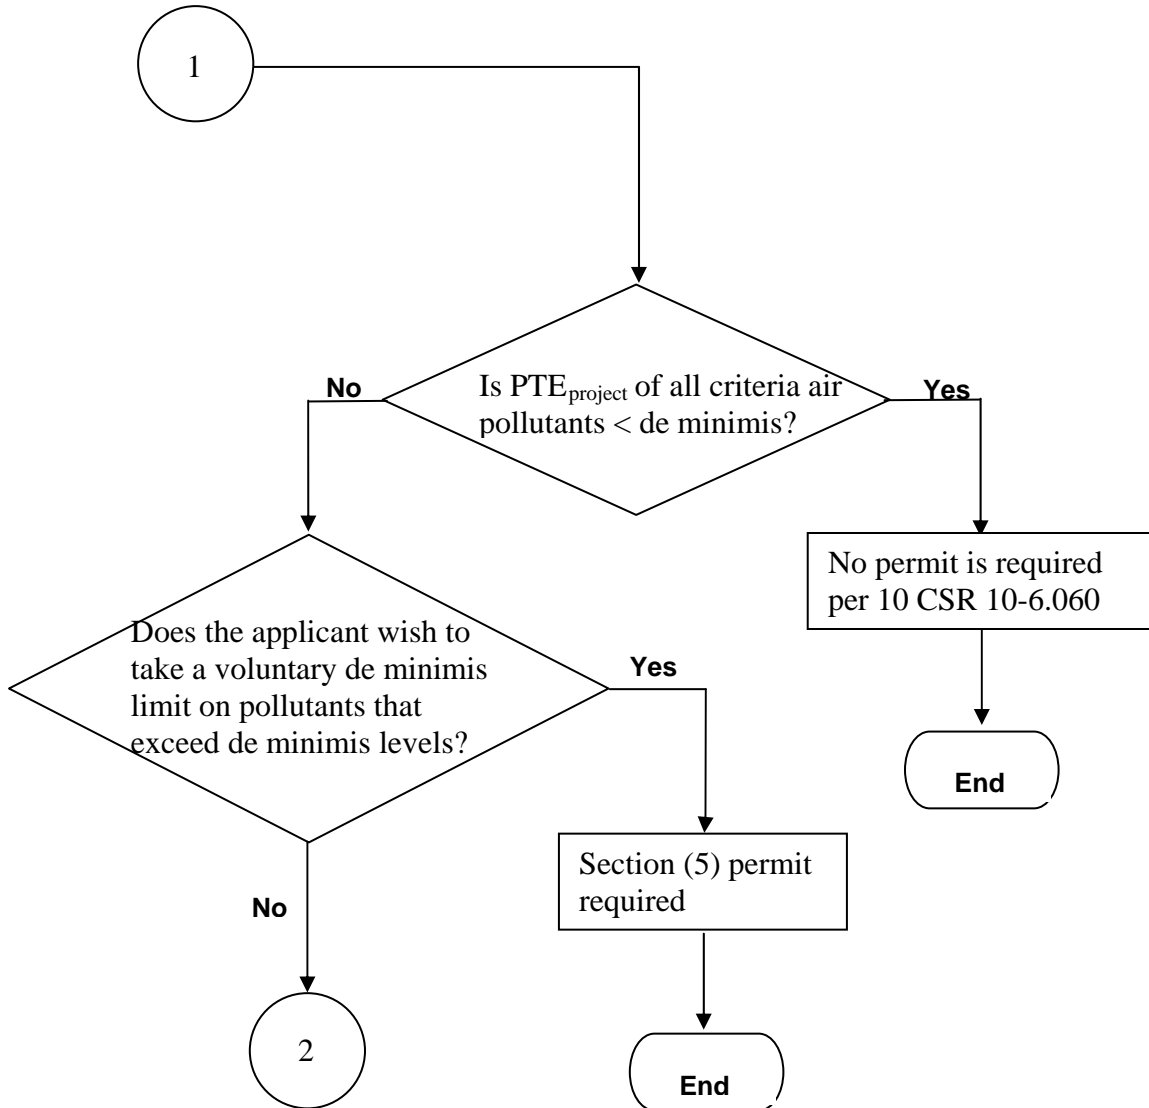 1
Is PTEproject of all criteria air
pollutants < de minimis?
No
Yes
No permit is required
per 10 CSR 10-6.060
Does the applicant wish to
take a voluntary de minimis
limit on pollutants that
exceed de minimis levels?
Yes
End
Section (5) permit
required
No
2
End